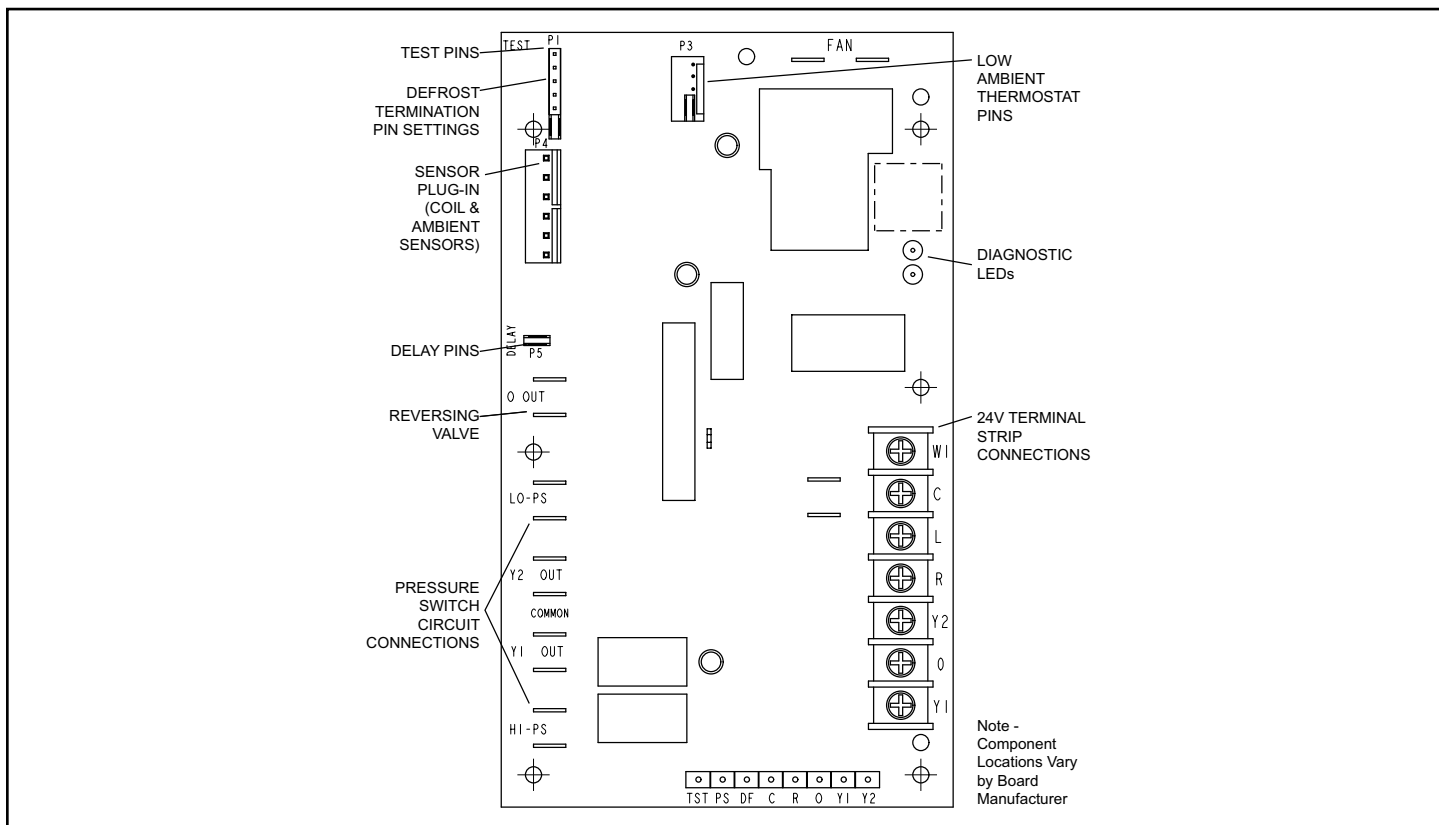 TEST PINS
DEFROST
TERMINATION
PIN SETTINGS
SENSOR
PLUG-IN
(COIL &
AMBIENT
SENSORS)
DELAY PINS
REVERSING
VALVE
PRESSURE
SWITCH
CIRCUIT
CONNECTIONS
TEST
P1
P4
DELAY
P5
O OUT
LO-PS
Y2 OUT
COMMON
Y1 OUT
HI-PS
P3
FAN
LOW
AMBIENT
THERMOSTAT
PINS
DIAGNOSTIC
LEDs
24V TERMINAL
STRIP
CONNECTIONS
W1
C
L
R
Y2
O
Y1
TST PS DF C R O Y1 Y2
Note -
Component
Locations Vary
by Board
Manufacturer